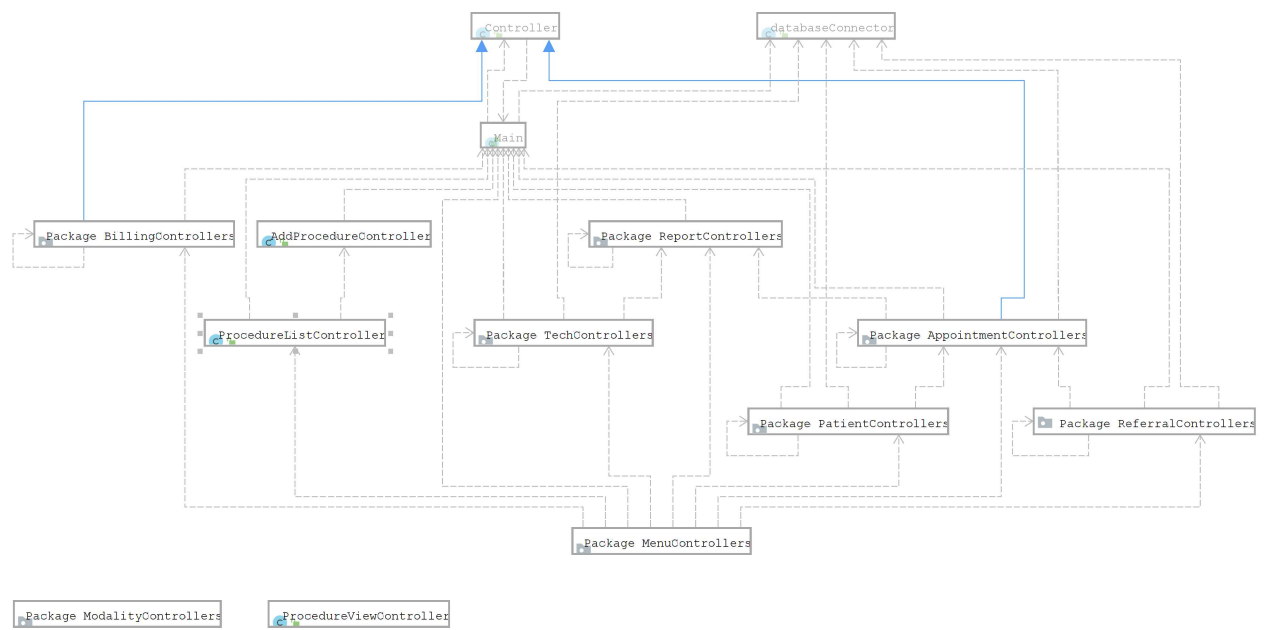 Controller
databaseConnector
Main
Package BillingControllers
AddProcedureController
Package ReportControllers
ProcedureListController
Package TechControllers
Package AppointmentControllers
Package PatientControllers
Package ReferralControllers
Package MenuControllers
Package ModalityControllers
ProcedureViewController